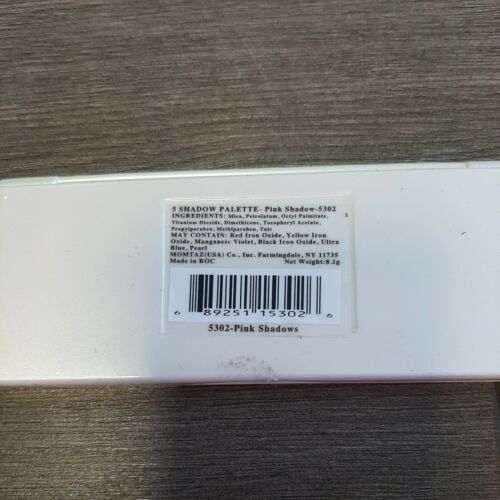 5 SHADOW PALETTE- Pink Shadow-5302
INGREDIENTS: Mica, Petrolatum, Octyl Palmitate,
Titanium Dioxide, Dimethicone, Tocopheryl Acetate,
Propylparaben, Methiparaben, Talc
MAY CONTAIN: Red Iron Oxide, Yellow Iron
Oxide, Manganese Violet, Black Iron Oxide, Ultra
Blue, Pearl
MOMTAZ(USA) Co., Inc. Farmingdale, NY 11735
Made in ROC Net Weight:8.1g
6 89251 15302 6
5302-Pink Shadows